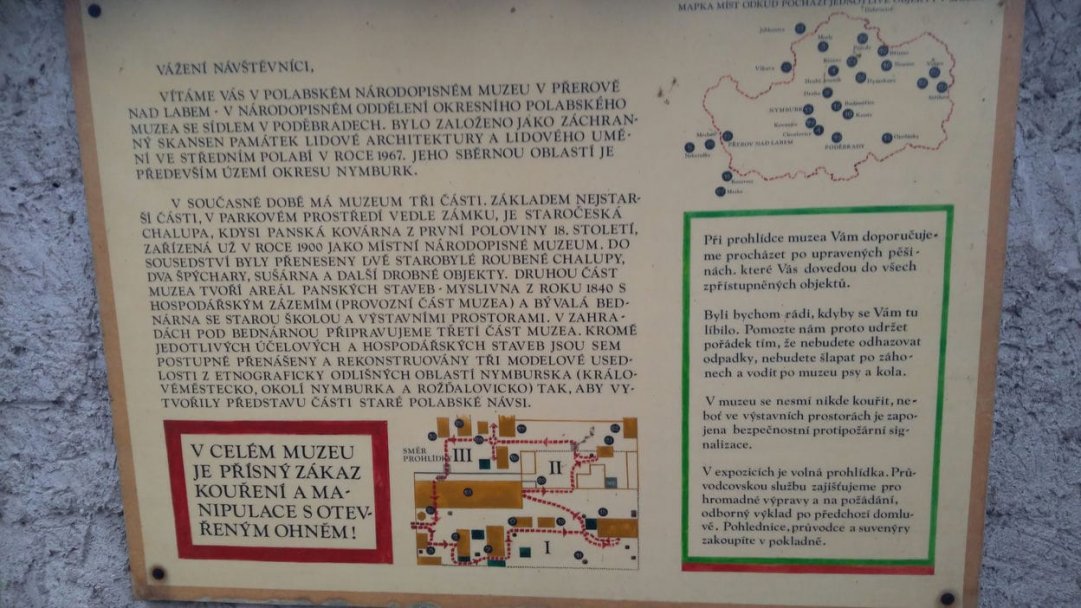 MAPKA MÍST ODKUD POCHÁZÍ JEDNOTLIVÉ OBJEKTY V
VÁŽENÍ NÁVŠTĚVNÍCI,
VÍTÁME VÁS V POLABSKÉM NÁRODOPISNÉM MUZEU V PŘEROVĚ
NAD LABEM - V NÁRODOPISNÉM ODDĚLENÍ OKRESNÍHO POLABSKÉHO
MUZEA SE SÍDLEM V PODĚBRADECH. BYLO ZALOŽENO JAKO ZÁCHRAN-
NÝ SKANSEN PAMÁTEK LIDOVÉ ARCHITEKTURY A LIDOVÉHO UMĚ-
NÍ VE STŘEDNÍM POLABÍ V ROCE 1967. JEHO SBĚRNOU OBLASTÍ JE
PŘEDEVŠÍM ÚZEMÍ OKRESU NYMBURK.
V SOUČASNÉ DOBĚ MÁ MUZEUM TŘI ČÁSTI. ZÁKLADEM NEJSTAR-
ŠÍ ČÁSTI, V PARKOVÉM PROSTŘEDÍ VEDLE ZÁMKU, JE STAROČESKÁ
CHALUPA, KDYSI PANSKÁ KOVÁRNA Z PRVNÍ POLOVINY 18. STOLETÍ,
ZAŘÍZENÁ UŽ V ROCE 1900 JAKO MÍSTNÍ NÁRODOPISNÉ MUZEUM. DO
SOUSEDSTVÍ BYLY PŘENESENY DVĚ STAROBYLÉ ROUBENÉ CHALUPY,
DVA ŠPÝCHARY, SUŠÁRNA A DALŠÍ DROBNÉ OBJEKTY. DRUHOU ČÁST
MUZEA TVOŘÍ AREÁL PANSKÝCH STAVEB - MYSLIVNA Z ROKU 1840 S
HOSPODÁŘSKÝM ZÁZEMÍM (PROVOZNÍ ČÁST MUZEA) A BÝVALÁ BED-
NÁRNA SE STAROU ŠKOLOU A VÝSTAVNÍMI PROSTORAMI. V ZAHRA-
DÁCH POD BEDNÁRNOU PŘIPRAVUJEME TŘETÍ ČÁST MUZEA. KROMĚ
JEDOTLIVÝCH ÚČELOVÝCH A HOSPODÁŘSKÝCH STAVEB JSOU SEM
POSTUPNĚ PŘENÁŠENY A REKONSTRUOVÁNY TŘI MODELOVÉ USED-
LOSTI Z ETNOGRAFICKY ODLIŠNÝCH OBLASTÍ NYMBURSKA (KRÁLO-
VÉMĚSTECKO, OKOLÍ NYMBURKA A ROŽĎALOVICKO) TAK, ABY VY-
TVOŘILY PŘEDSTAVU ČÁSTI STARÉ POLABSKÉ NÁVSI.
V CELÉM MUZEU
JE PŘÍSNÝ ZÁKAZ
KOUŘENÍ A MA-
NIPULACE S OTEV-
ŘENÝM OHNĚM!
SMĚR
PROHLÍDKY
III
II
I
NYMBURK
PŘEROV NAD LABEM
PODĚBRADY
Při prohlídce muzea Vám doporučuje-
me procházet po upravených pěši-
nách, které Vás dovedou do všech
zpřístupněných objektů.
Byli bychom rádi, kdyby se Vám tu
líbilo. Pomozte nám proto udržet
pořádek tím, že nebudete odhazovat
odpadky, nebudete šlapat po záho-
nech a vodit po muzeu psy a kola.
V muzeu se nesmí nikde kouřit, ne-
boť ve výstavních prostorách je zapo-
jena bezpečnostní protipožární sig-
nalizace.
V expozicích je volná prohlídka. Prů-
vodcovskou službu zajišťujeme pro
hromadné výpravy a na požádání,
odborný výklad po předchozí domlu-
vě. Pohlednice, průvodce a suvenýry
zakoupíte v pokladně.